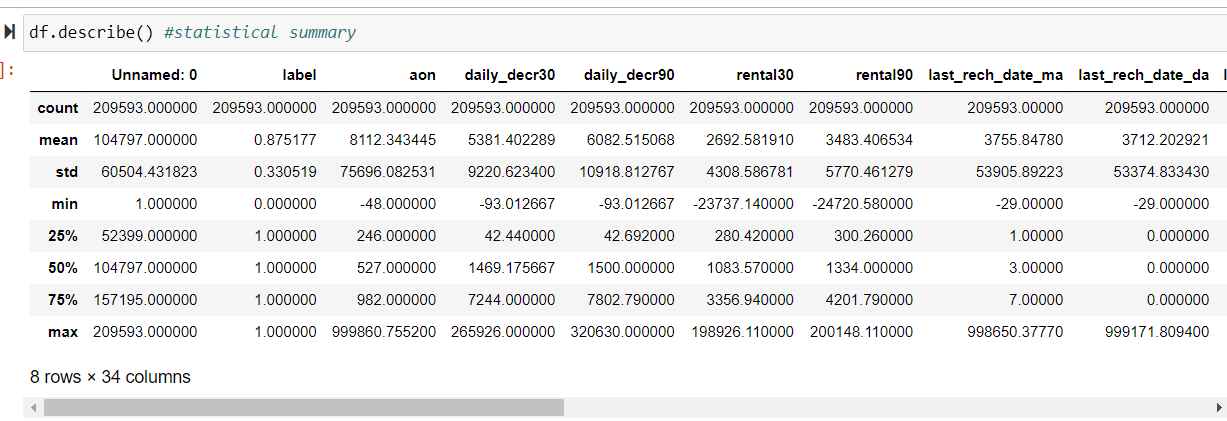 df.describe() #statistical summary
]:
Unnamed: 0 label aon daily_decr30 daily_decr90 rental30 rental90 last_rech_date_ma last_rech_date_da l
count 209593.000000 209593.000000 209593.000000 209593.000000 209593.000000 209593.000000 209593.000000 209593.00000 209593.000000
mean 104797.000000 0.875177 8112.343445 5381.402289 6082.515068 2692.581910 3483.406534 3755.84780 3712.202921
std 60504.431823 0.330519 75696.082531 9220.623400 10918.812767 4308.586781 5770.461279 53905.89223 53374.833430
min 1.000000 0.000000 -48.000000 -93.012667 -93.012667 -23737.140000 -24720.580000 -29.00000 -29.000000
25% 52399.000000 1.000000 246.000000 42.440000 42.692000 280.420000 300.260000 1.00000 0.000000
50% 104797.000000 1.000000 527.000000 1469.175667 1500.000000 1083.570000 1334.000000 3.00000 0.000000
75% 157195.000000 1.000000 982.000000 7244.000000 7802.790000 3356.940000 4201.790000 7.00000 0.000000
max 209593.000000 1.000000 999860.755200 265926.000000 320630.000000 198926.110000 200148.110000 998650.37770 999171.809400
8 rows × 34 columns